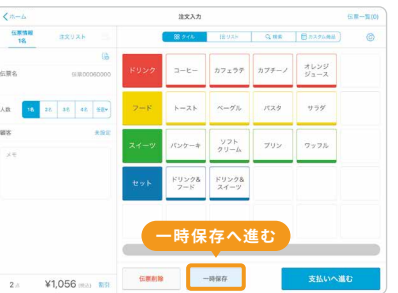 ホーム
注文入力
伝票一覧(0)
伝票情報
1名
注文リスト
タイル
リスト
検索
カスタム商品
伝票名
伝票00060000
人数
1名
2名
3名
4名
顧客
未設定
メモ
ドリンク
コーヒー
カフェラテ
カプチーノ
オレンジ
ジュース
フード
トースト
ベーグル
パスタ
サラダ
スイーツ
パンケーキ
ソフト
クリーム
プリン
ワッフル
セット
ドリンク&
フード
ドリンク&
スイーツ
一時保存へ進む
2点
¥1,056
割引
伝票削除
一時保存
支払いへ進む